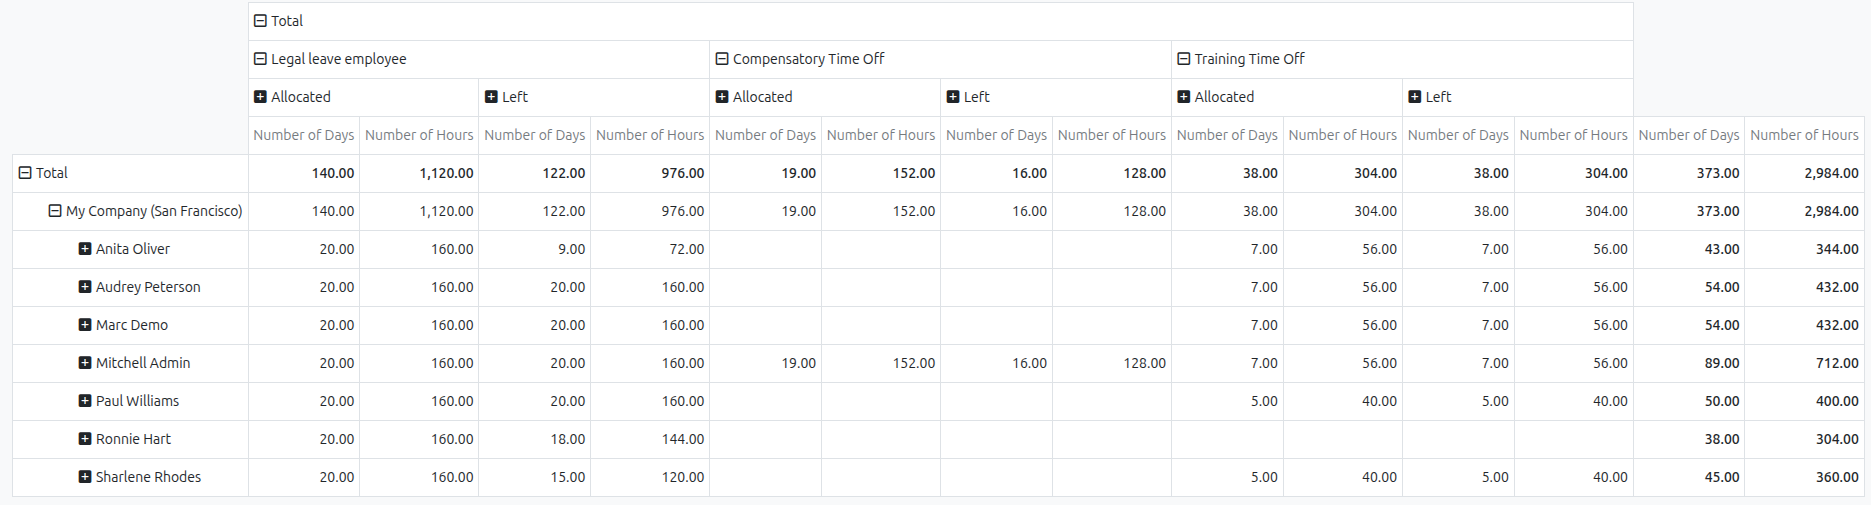 Total
Legal leave employee Compensatory Time Off Training Time Off
Allocated Left Allocated Left Allocated Left
Number of Days Number of Hours Number of Days Number of Hours Number of Days Number of Hours Number of Days Number of Hours Number of Days Number of Hours Number of Days Number of Hours Number of Days Number of Hours
Total 140.00 1,120.00 122.00 976.00 19.00 152.00 16.00 128.00 38.00 304.00 38.00 304.00 373.00 2,984.00
My Company (San Francisco) 140.00 1,120.00 122.00 976.00 19.00 152.00 16.00 128.00 38.00 304.00 38.00 304.00 373.00 2,984.00
Anita Oliver 20.00 160.00 9.00 72.00 7.00 56.00 7.00 56.00 43.00 344.00
Audrey Peterson 20.00 160.00 20.00 160.00 7.00 56.00 7.00 56.00 54.00 432.00
Marc Demo 20.00 160.00 20.00 160.00 7.00 56.00 7.00 56.00 54.00 432.00
Mitchell Admin 20.00 160.00 20.00 160.00 19.00 152.00 16.00 128.00 7.00 56.00 7.00 56.00 89.00 712.00
Paul Williams 20.00 160.00 20.00 160.00 5.00 40.00 5.00 40.00 50.00 400.00
Ronnie Hart 20.00 160.00 18.00 144.00 38.00 304.00
Sharlene Rhodes 20.00 160.00 15.00 120.00 5.00 40.00 5.00 40.00 45.00 360.00